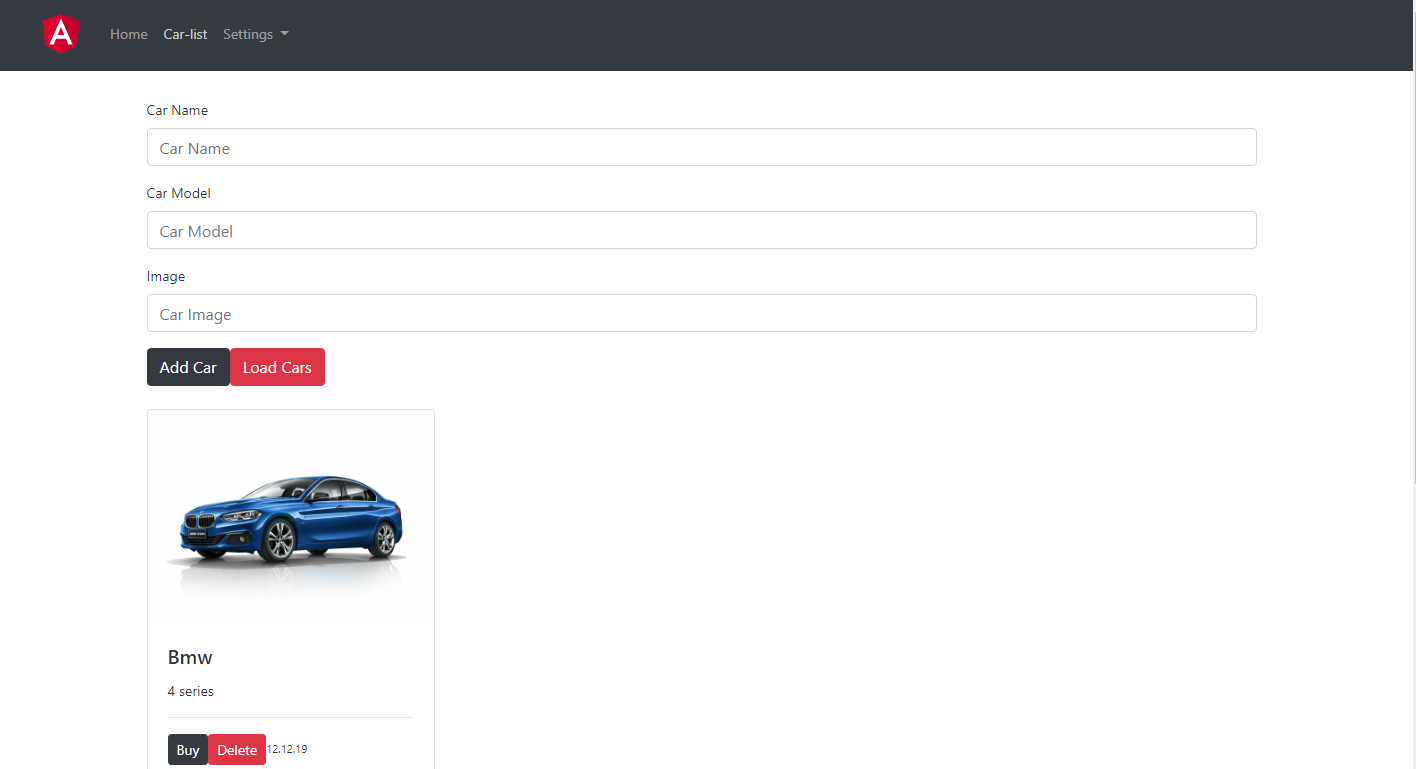 A
Home Car-list Settings
Car Name
Car Name
Car Model
Car Model
Image
Car Image
Add Car Load Cars
Bmw
4 series
Buy Delete 12.12.19